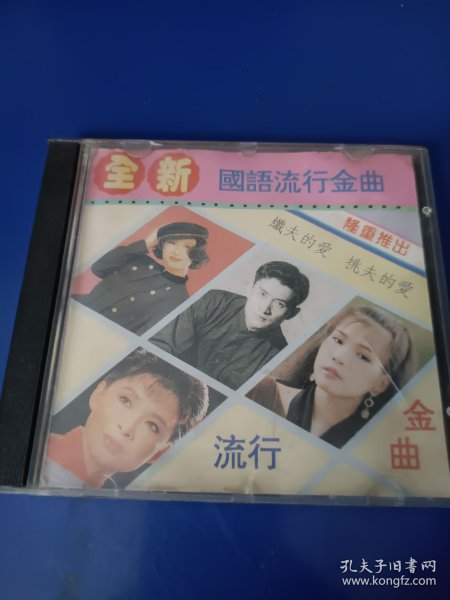 全新 國語流行金曲
隆重推出
纖夫的愛 挑夫的愛
金曲
流行
孔夫子旧书网
www.kongfz.com